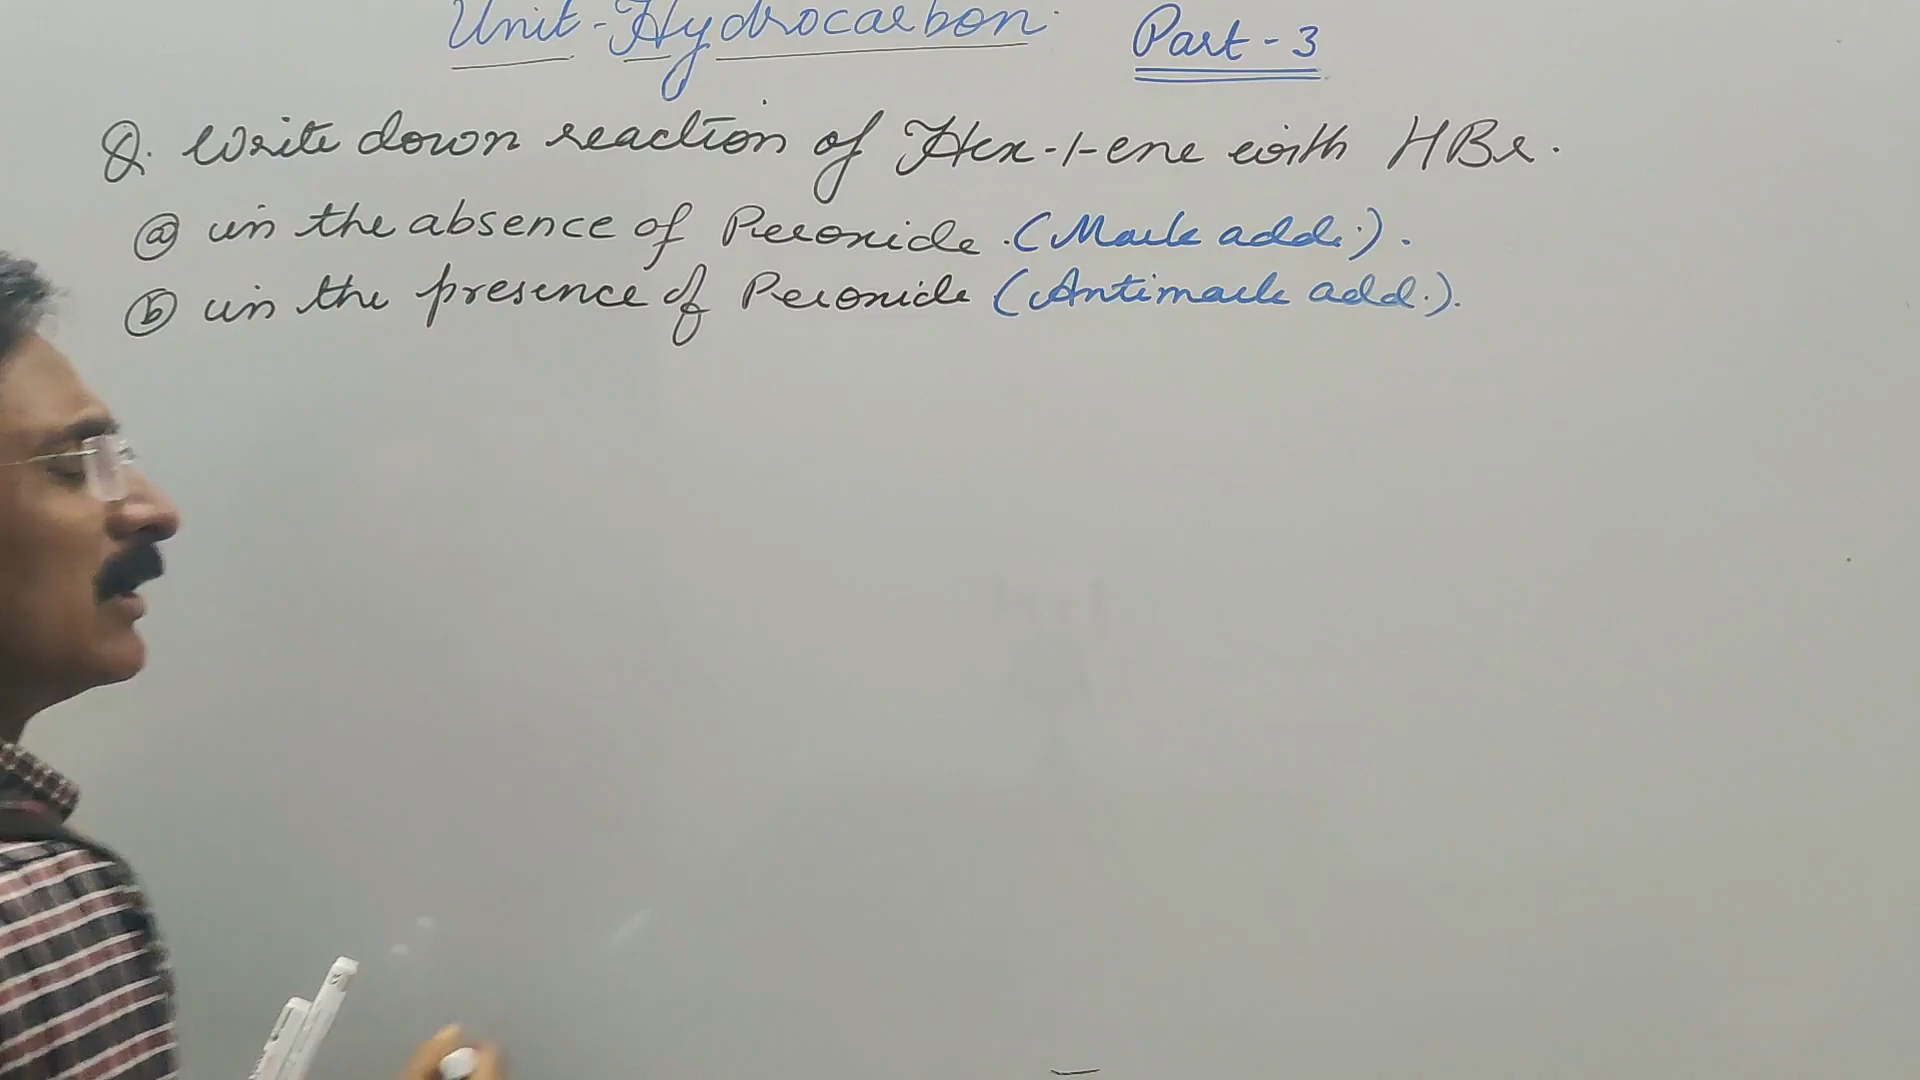 Unit-Hydrocarbon. Part-3
Q. Write down reaction of Hex-1-ene with HBr.
(a) in the absence of Peroxide. (Mark add.).
(b) in the presence of Peroxide (Antimark add.).